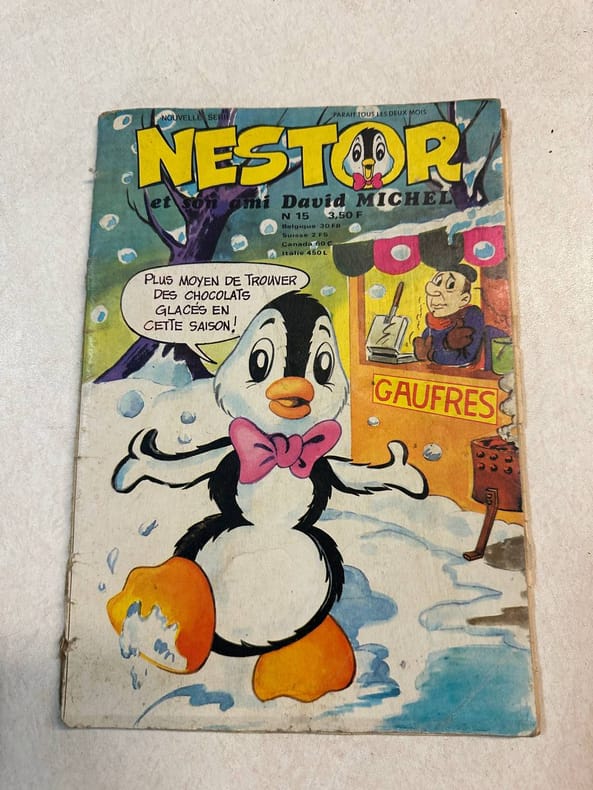 NOUVELLE SERIE
PARAIT TOUS LES DEUX MOIS
NESTOR
et son ami David MICHEL
N 15 3,50 F
Belgique 30 FB
Suisse 2 FS
Canada 60 C
Italie 450 L
PLUS MOYEN DE TROUVER
DES CHOCOLATS
GLACÉS EN
CETTE SAISON!
GAUFRES